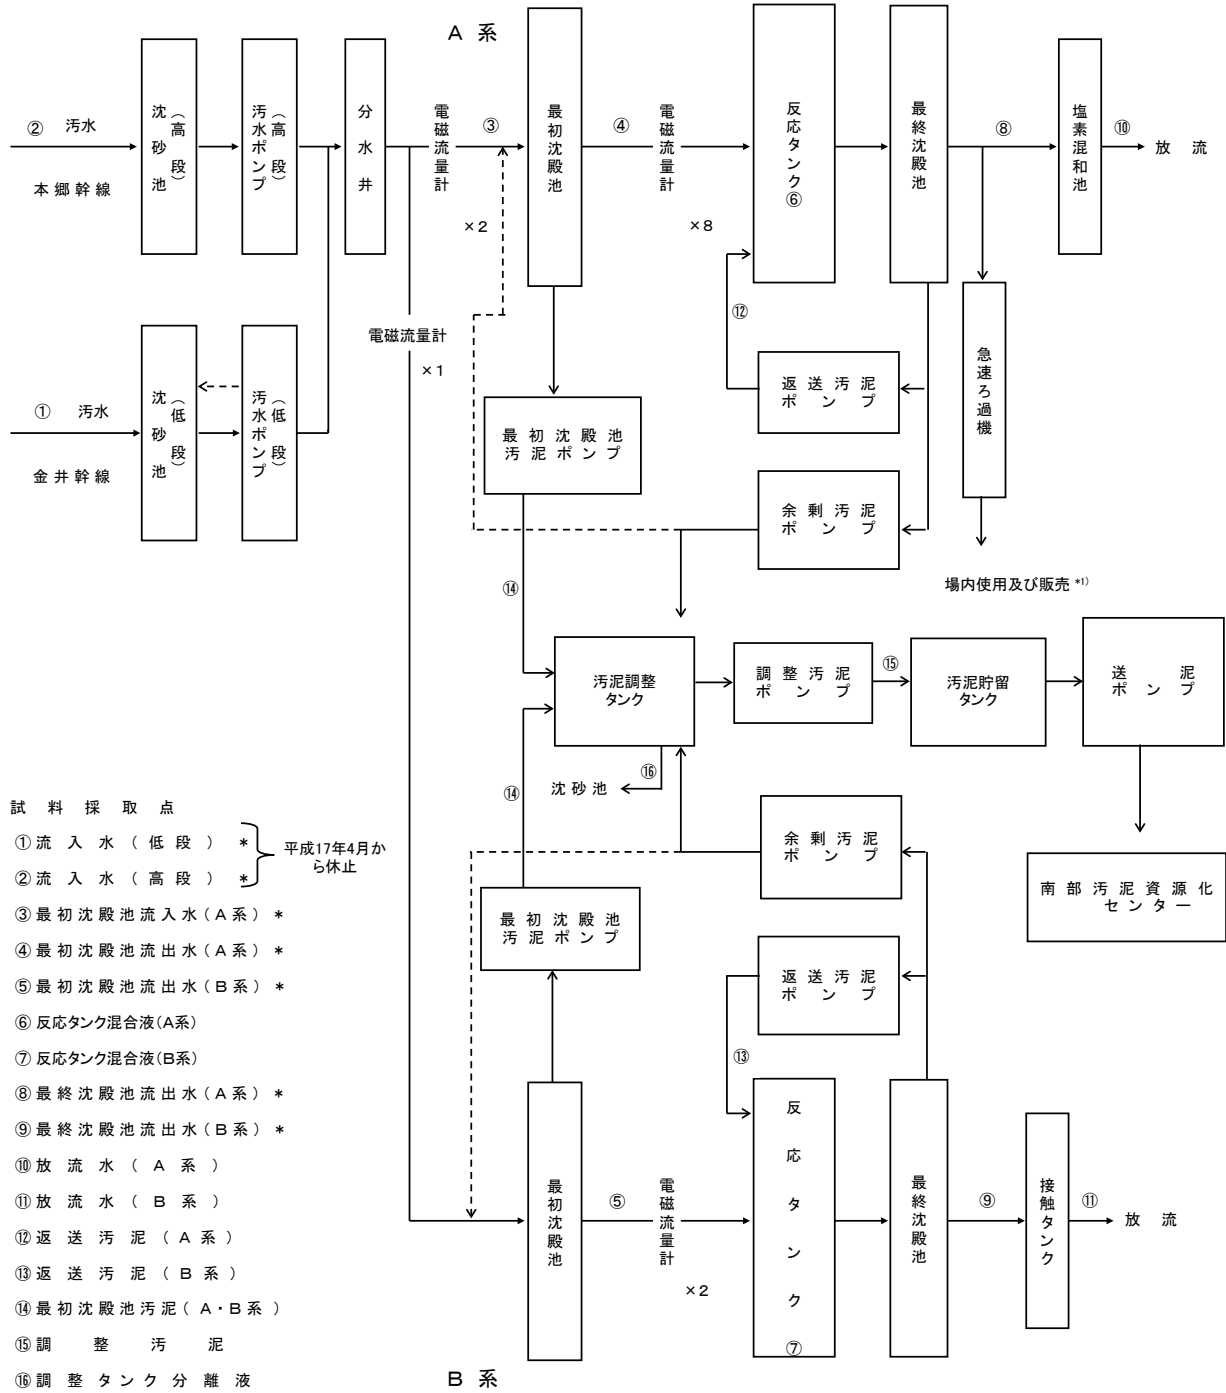 A 系
② 汚水
本郷幹線
沈砂池
(高段)
汚水ポンプ
(高段)
分水井
電磁流量計
③
×2
最初沈殿池
④
電磁流量計
×8
反応タンク
⑥
最終沈殿池
⑧
塩素混和池
⑩ 放流
① 汚水
金井幹線
沈砂池
(低段)
汚水ポンプ
(低段)
電磁流量計
×1
最初沈殿池
汚泥ポンプ
⑫
返送汚泥
ポンプ
余剰汚泥
ポンプ
急速ろ過機
場内使用及び販売 *1)
⑭
汚泥調整
タンク
調整汚泥
ポンプ
⑮
汚泥貯留
タンク
送泥
ポンプ
⑯
沈砂池
⑭
余剰汚泥
ポンプ
南部汚泥資源化
センター
最初沈殿池
汚泥ポンプ
返送汚泥
ポンプ
⑬
最初沈殿池
⑤
電磁流量計
×2
反応タンク
⑦
最終沈殿池
⑨
接触タンク
⑪ 放流
B 系
試料採取点
①流入水(低段) *
②流入水(高段) *
平成17年4月か
ら休止
③最初沈殿池流入水(A系) *
④最初沈殿池流出水(A系) *
⑤最初沈殿池流出水(B系) *
⑥反応タンク混合液(A系)
⑦反応タンク混合液(B系)
⑧最終沈殿池流出水(A系) *
⑨最終沈殿池流出水(B系) *
⑩放流水(A系)
⑪放流水(B系)
⑫返送汚泥(A系)
⑬返送汚泥(B系)
⑭最初沈殿池汚泥(A・B系)
⑮調整汚泥
⑯調整タンク分離液